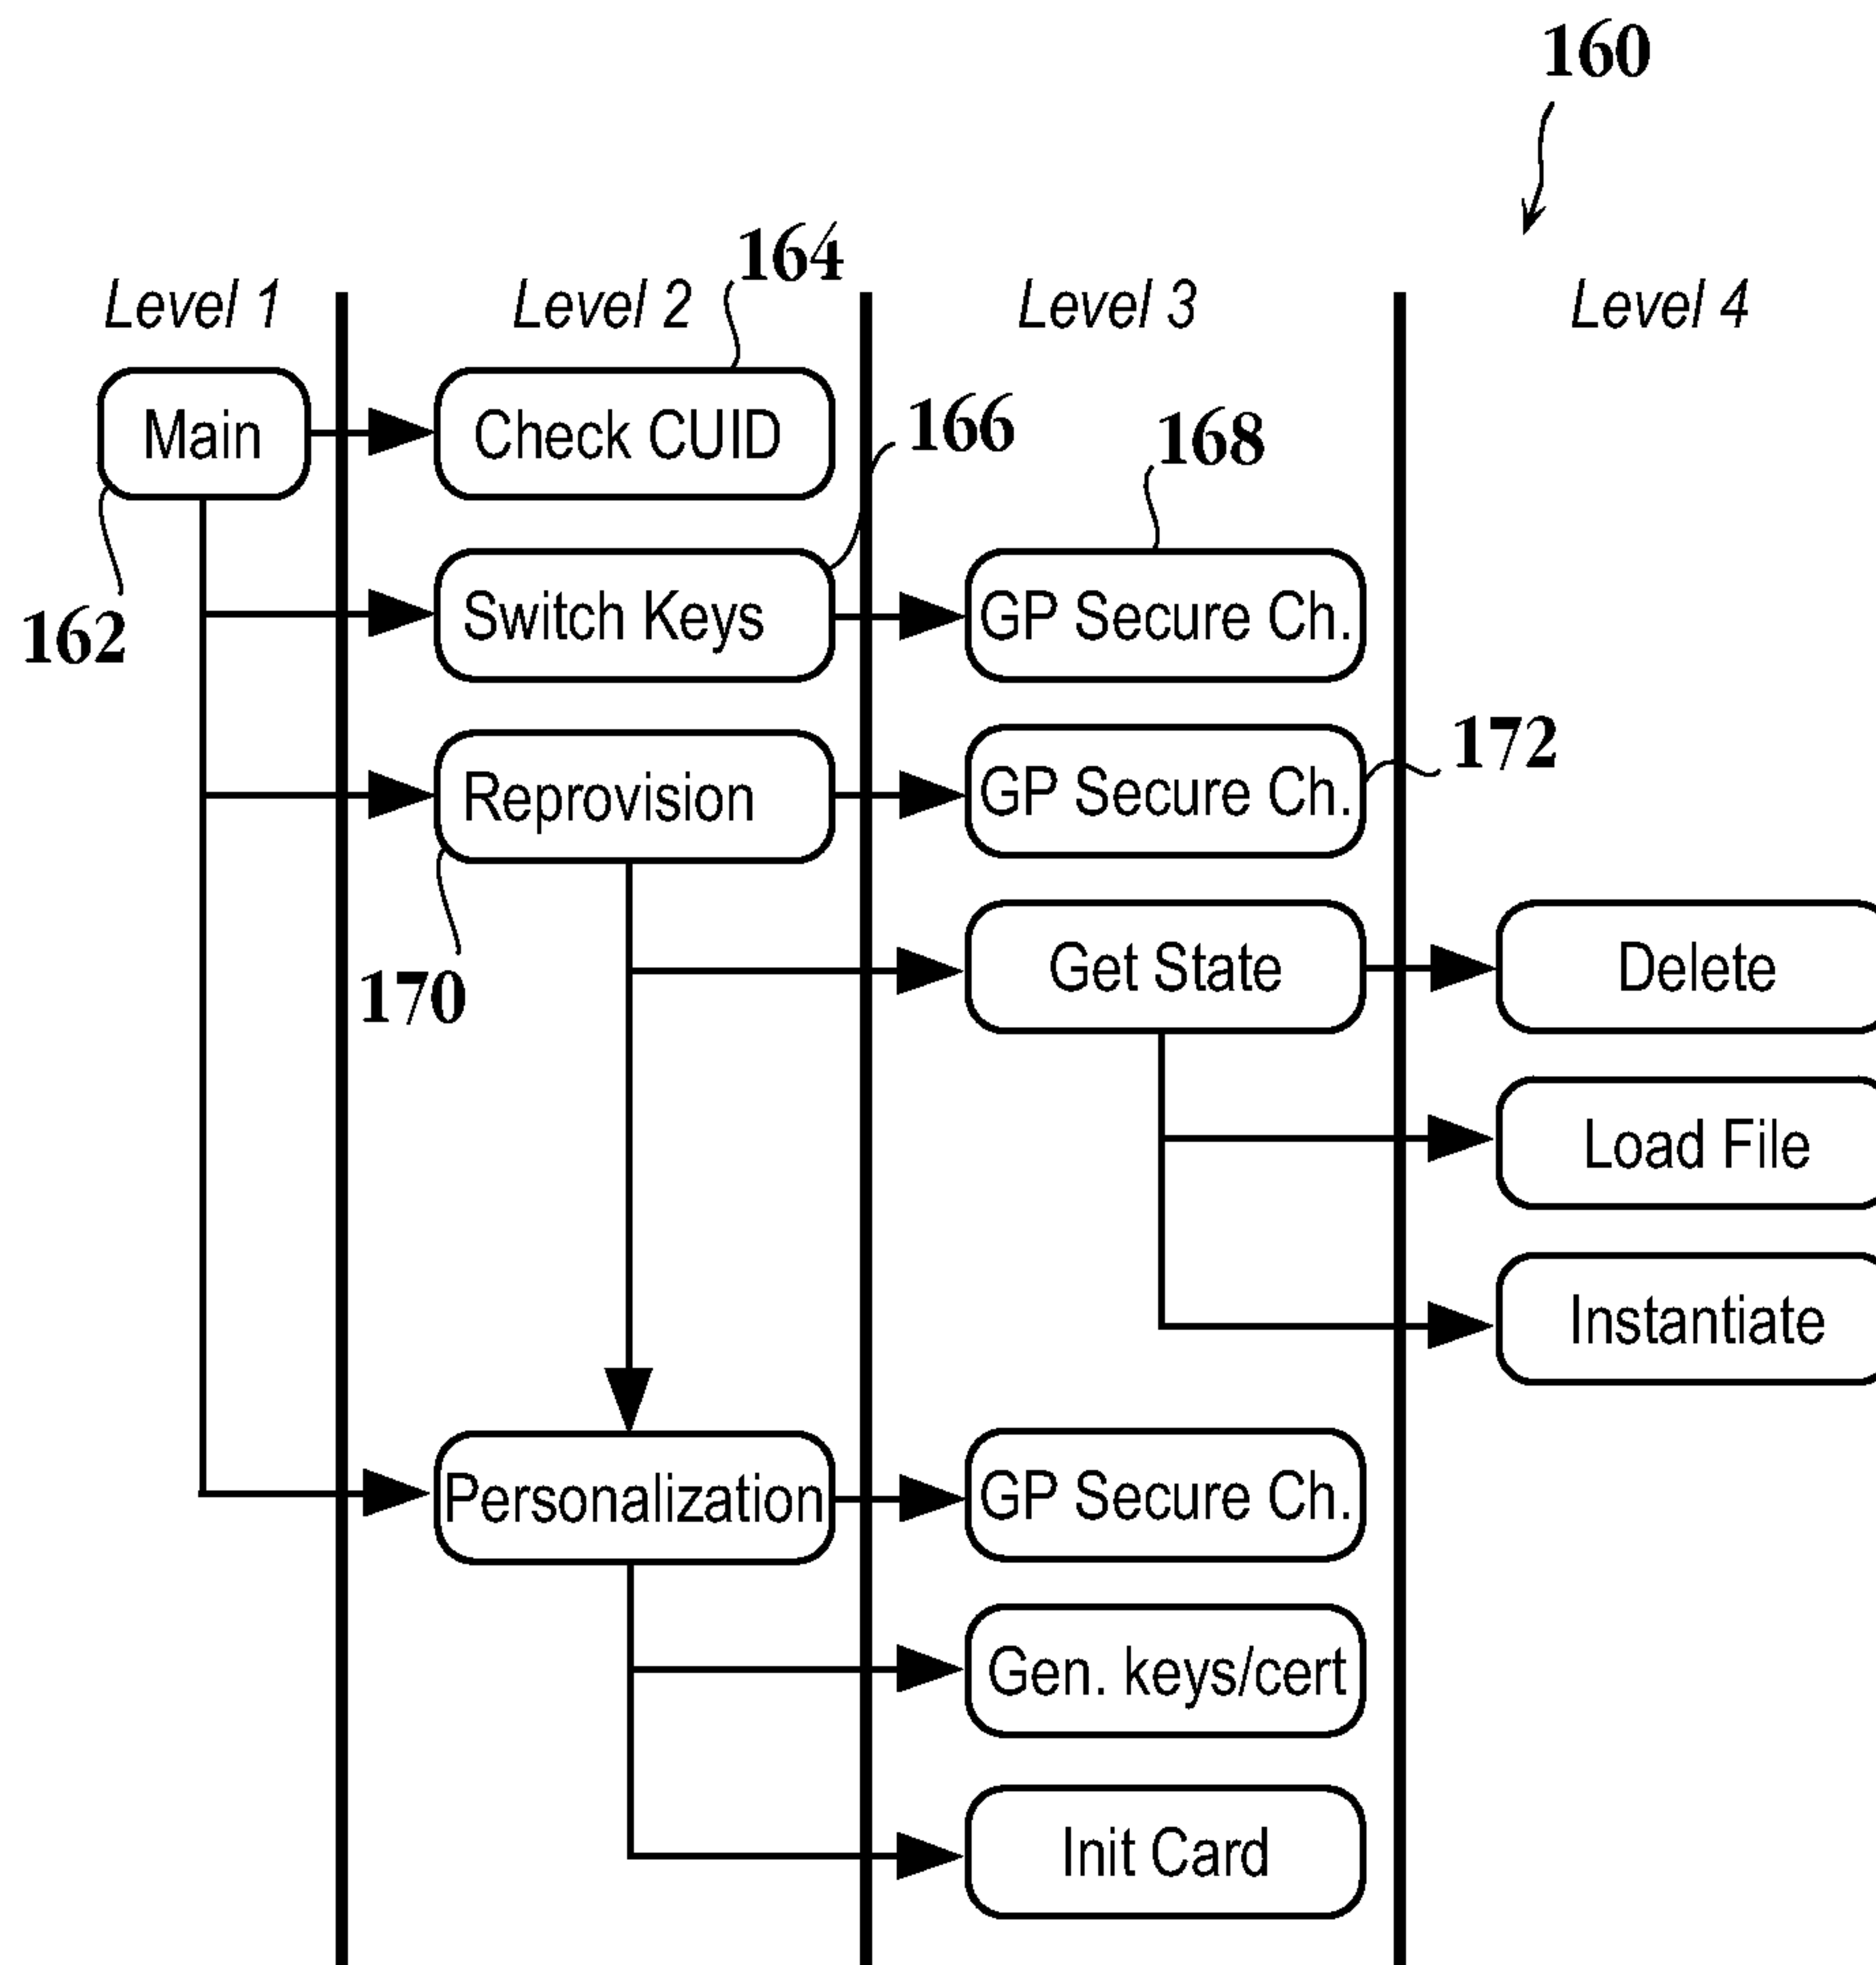 160
164
Level 1 Level 2 Level 3 Level 4
Main Check CUID 166 168
162 Switch Keys GP Secure Ch.
Reprovision GP Secure Ch. 172
170 Get State Delete
Load File
Instantiate
Personalization GP Secure Ch.
Gen. keys/cert
Init Card